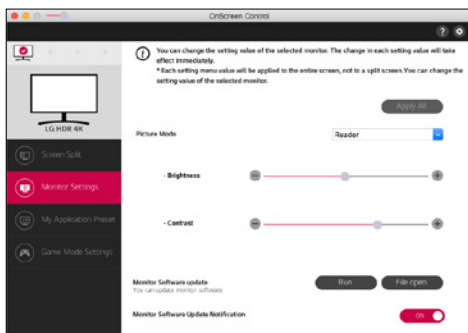 OnScreen Control
You can change the setting value of the selected monitor. The change in each setting value will take
effect immediately.
* Each setting menu value will be applied to the entire screen, not to a split screen.You can change the
setting value of the selected monitor.
Apply All
LG HDR 4K
Picture Mode
Reader
Screen Split
- Brightness
Monitor Settings
My Application Preset
- Contrast
Game Mode Settings
Monitor Software update
You can update monitor software
Run
File open
Monitor Software Update Notification
ON